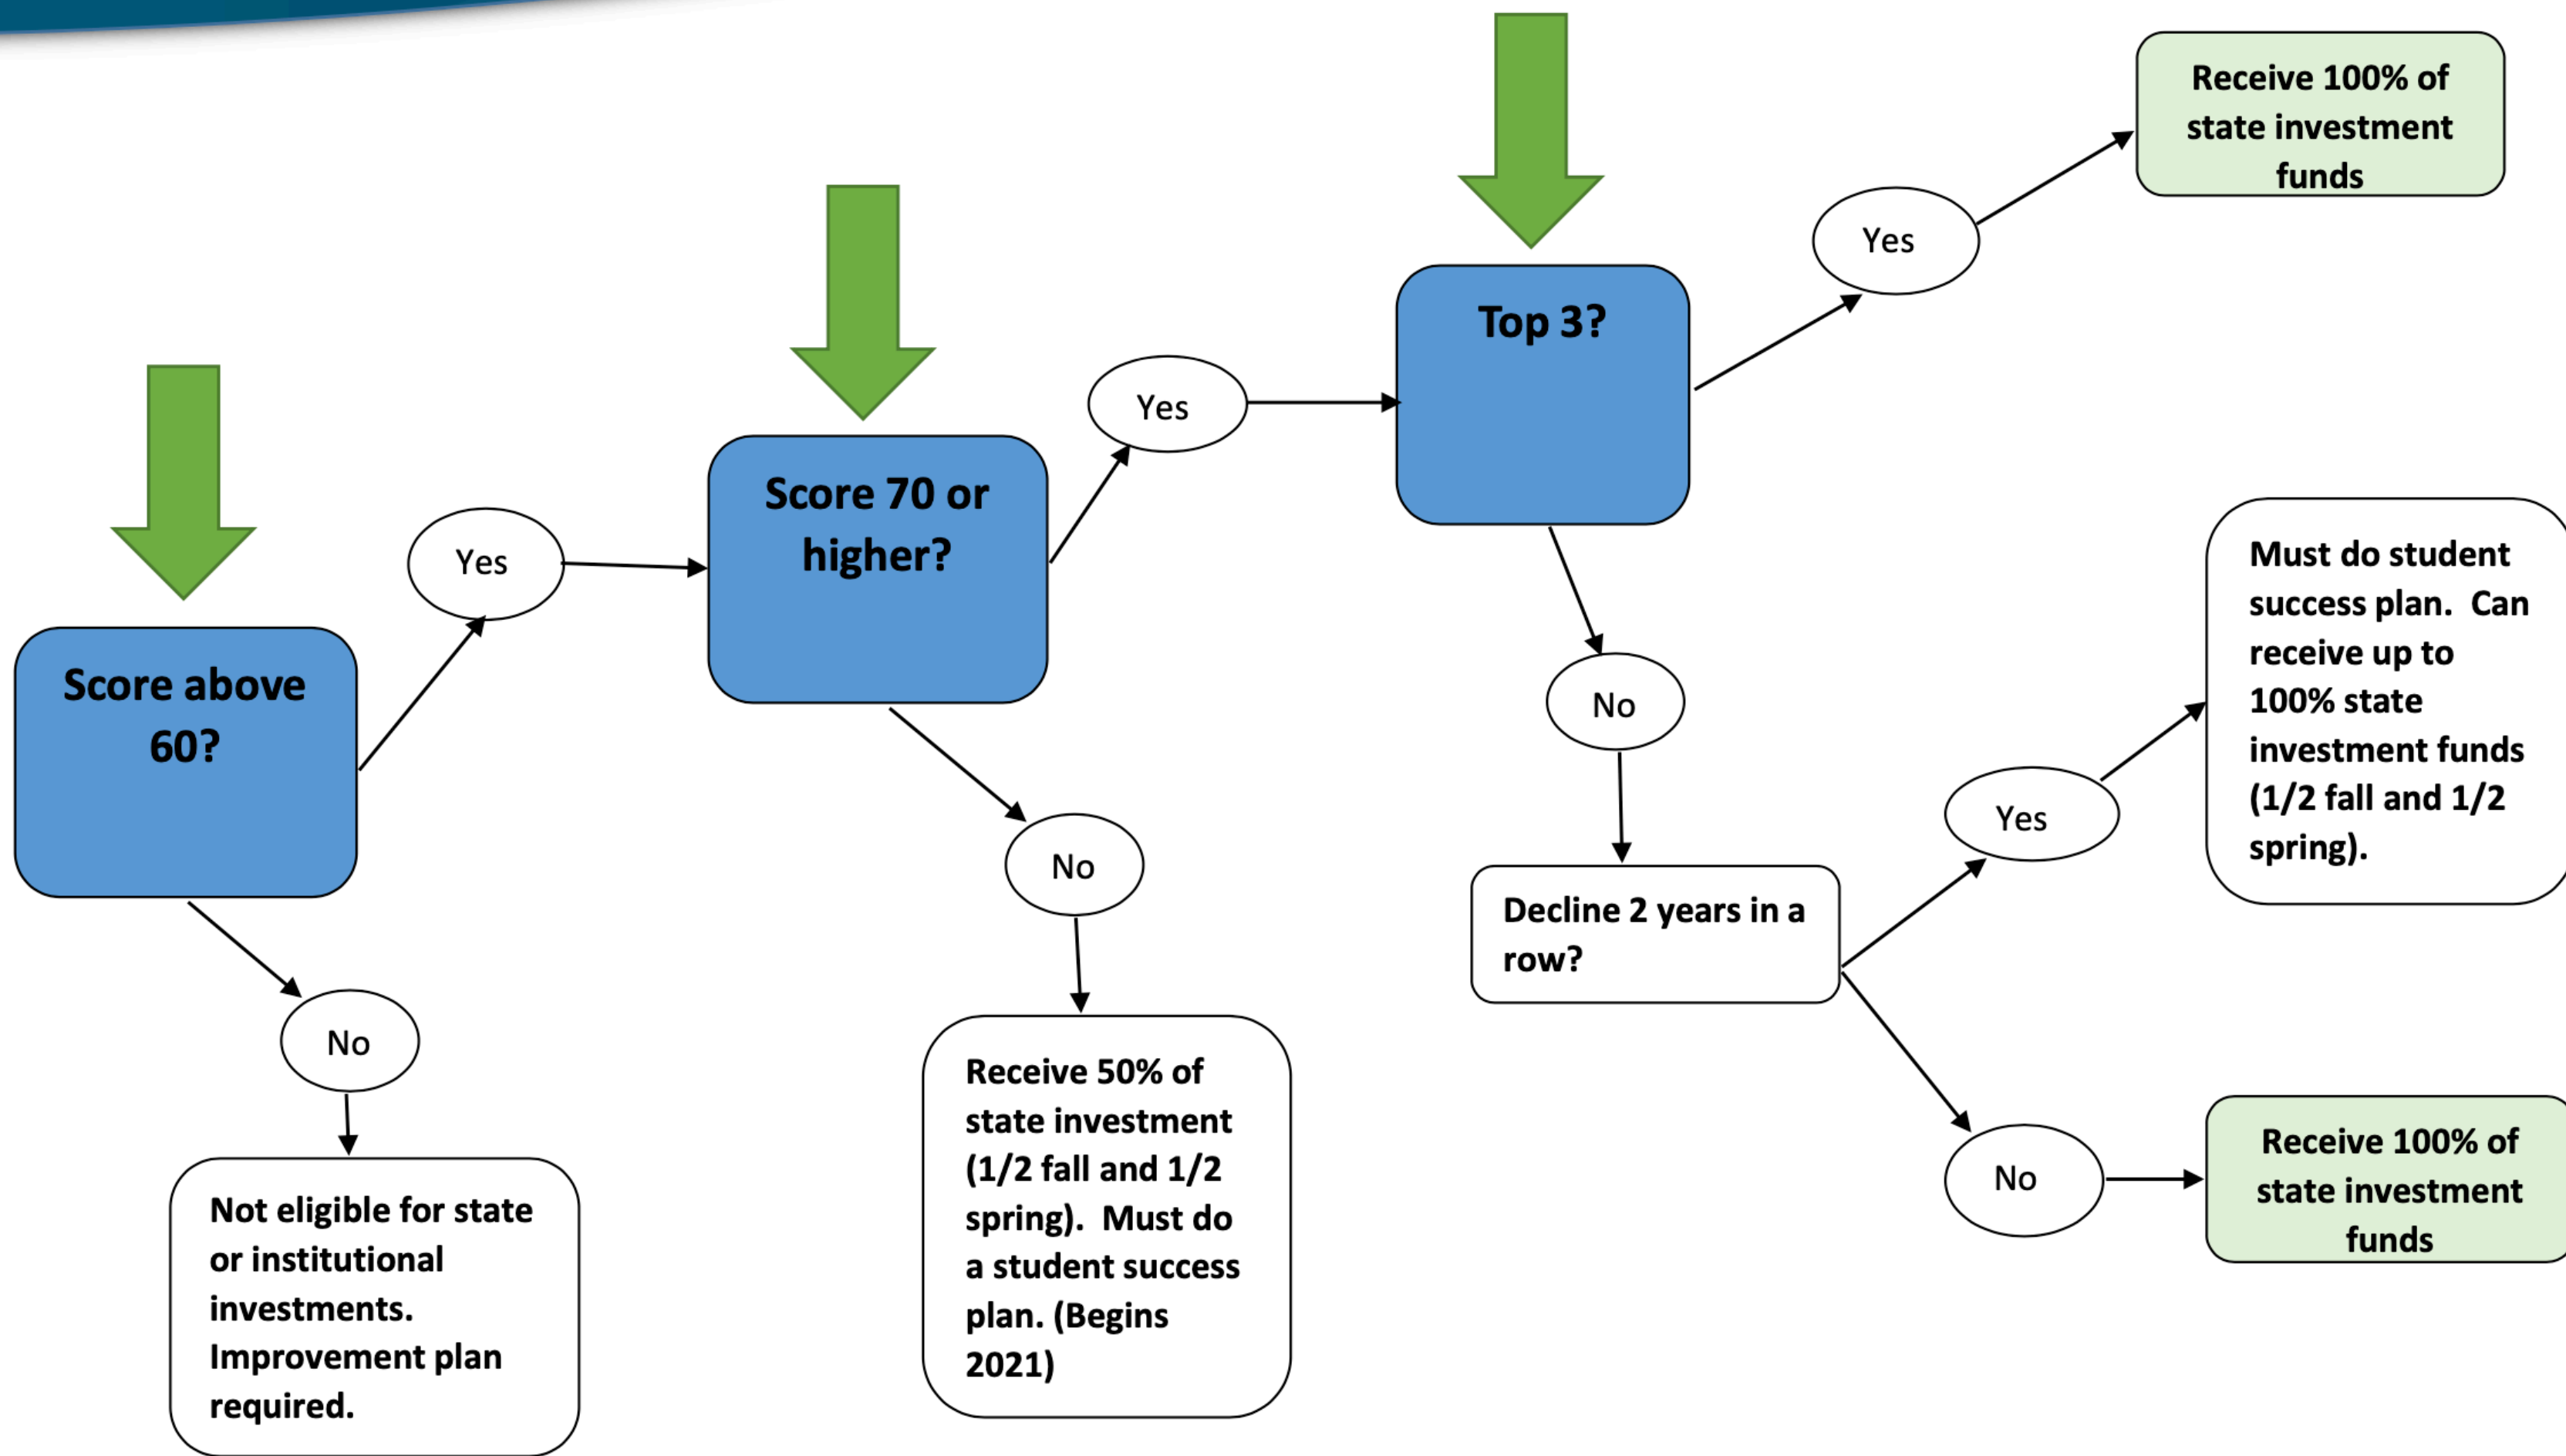 Score above
60?
Yes
No
Not eligible for state
or institutional
investments.
Improvement plan
required.
Score 70 or
higher?
Yes
No
Receive 50% of
state investment
(1/2 fall and 1/2
spring).  Must do
a student success
plan. (Begins
2021)
Top 3?
Yes
Receive 100% of
state investment
funds
No
Decline 2 years in a
row?
Yes
Must do student
success plan.  Can
receive up to
100% state
investment funds
(1/2 fall and 1/2
spring).
No
Receive 100% of
state investment
funds